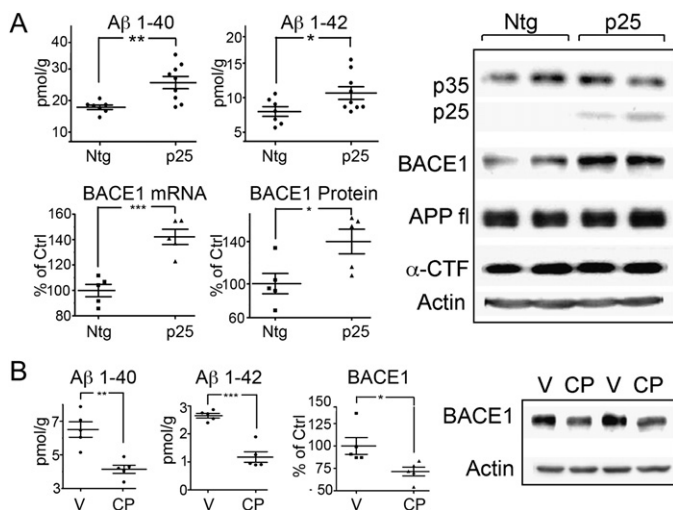 A
Aβ 1-40
pmol/g
40
30
20
10
**
Ntg
p25
Aβ 1-42
pmol/g
20
15
10
5
*
Ntg
p25
BACE1 mRNA
% of Ctrl
160
140
120
100
80
***
Ntg
p25
BACE1 Protein
% of Ctrl
140
100
60
*
Ntg
p25
Ntg
p25
p35
p25
BACE1
APP fl
α-CTF
Actin
B
Aβ 1-40
pmol/g
7
5
3
**
V
CP
Aβ 1-42
pmol/g
3
2
1
0
***
V
CP
BACE1
% of Ctrl
150
125
100
75
50
*
V
CP
V CP V CP
BACE1
Actin